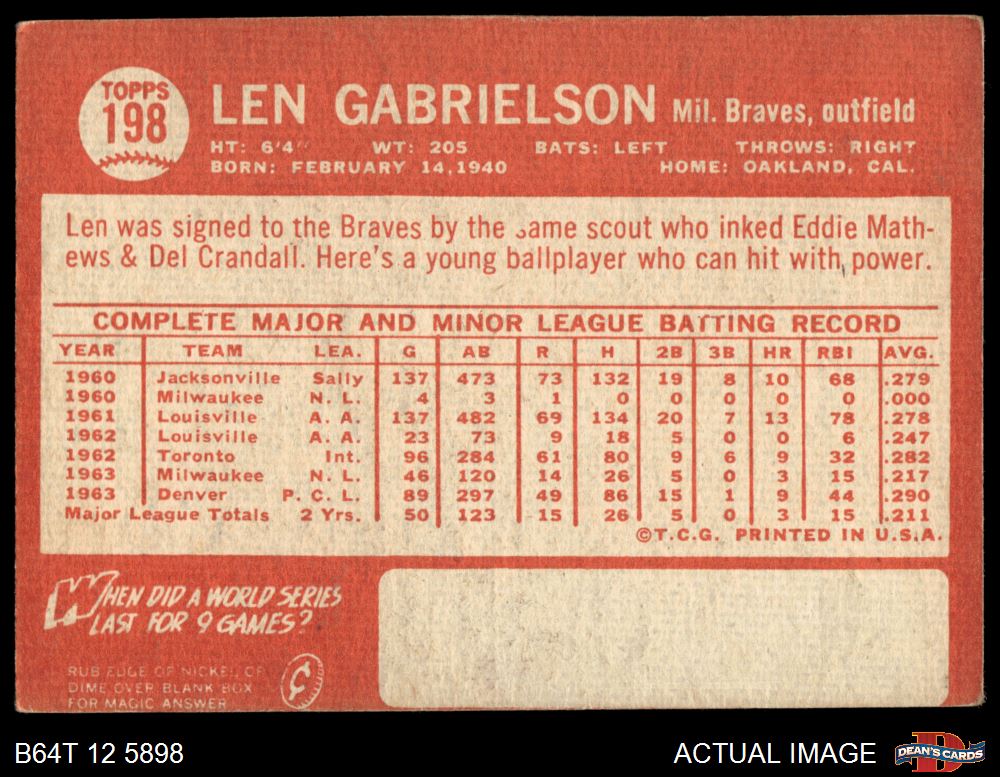 TOPPS
198
LEN GABRIELSON Mil. Braves, outfield
HT: 6'4" WT: 205 BATS: LEFT THROWS: RIGHT
BORN: FEBRUARY 14, 1940 HOME: OAKLAND, CAL.
Len was signed to the Braves by the same scout who inked Eddie Math-
ews & Del Crandall. Here's a young ballplayer who can hit with power.
COMPLETE MAJOR AND MINOR LEAGUE BATTING RECORD
YEAR TEAM LEA. G AB R H 2B 3B HR RBI AVG.
1960 Jacksonville Sally 137 473 73 132 19 8 10 68 .279
1960 Milwaukee N. L. 4 3 1 0 0 0 0 0 .000
1961 Louisville A. A. 137 482 69 134 20 7 13 78 .278
1962 Louisville A. A. 23 73 9 18 5 0 0 6 .247
1962 Toronto Int. 96 284 61 80 9 6 9 32 .282
1963 Milwaukee N. L. 46 120 14 26 5 0 3 15 .217
1963 Denver P. C. L. 89 297 49 86 15 1 9 44 .290
Major League Totals 2 Yrs. 50 123 15 26 5 0 3 15 .211
©T.C.G. PRINTED IN U.S.A.
WHEN DID A WORLD SERIES
LAST FOR 9 GAMES?
RUB EDGE OF NICKEL OR
DIME OVER BLANK BOX
FOR MAGIC ANSWER
¢
B64T 12 5898
ACTUAL IMAGE
D
DEAN'S CARDS